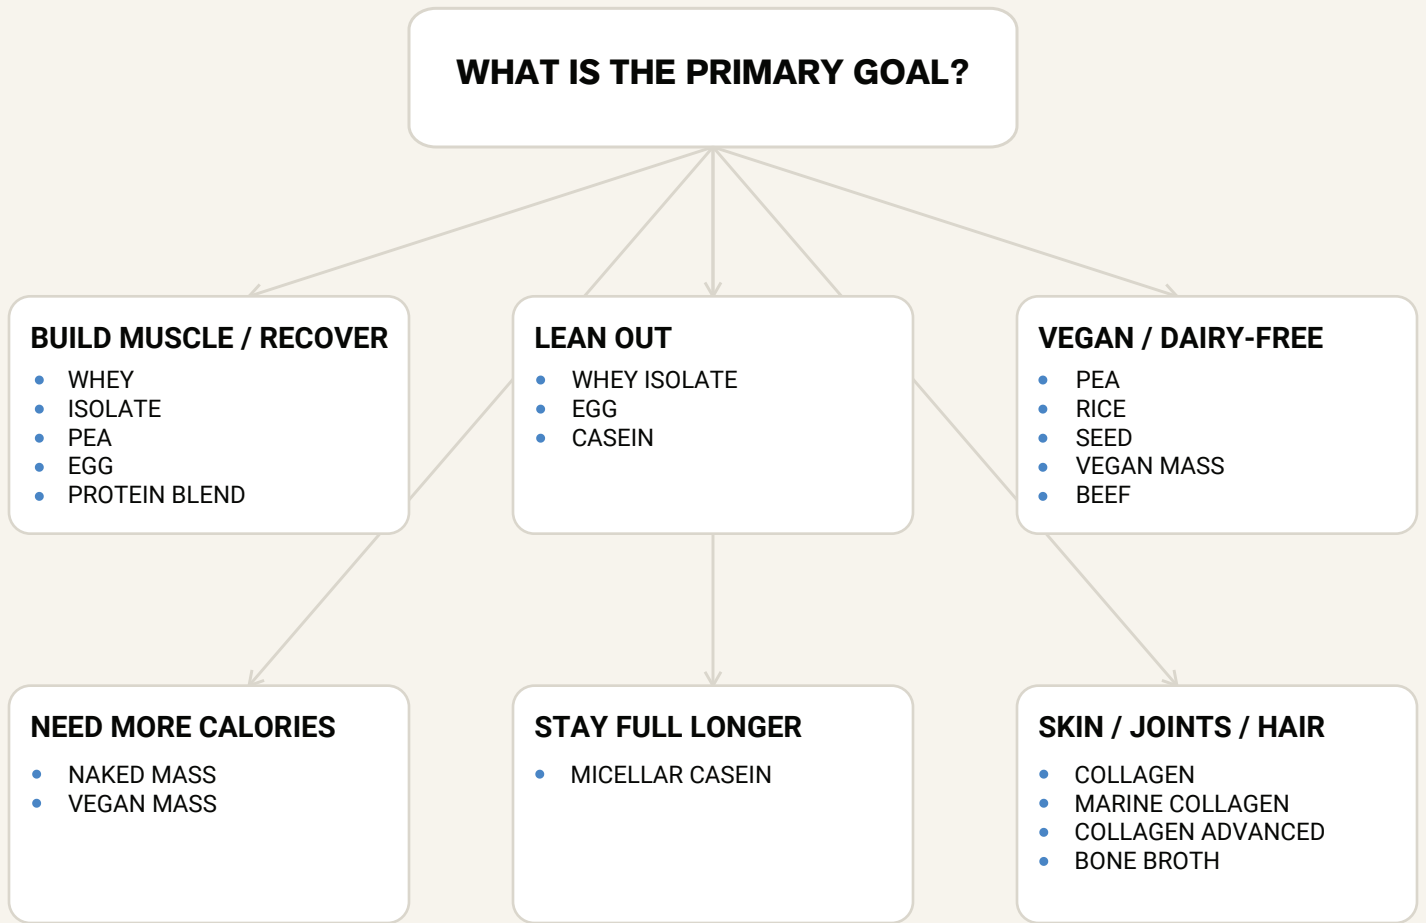 WHAT IS THE PRIMARY GOAL?
BUILD MUSCLE / RECOVER
WHEY
ISOLATE
PEA
EGG
PROTEIN BLEND
LEAN OUT
WHEY ISOLATE
EGG
CASEIN
VEGAN / DAIRY-FREE
PEA
RICE
SEED
VEGAN MASS
BEEF
NEED MORE CALORIES
NAKED MASS
VEGAN MASS
STAY FULL LONGER
MICELLAR CASEIN
SKIN / JOINTS / HAIR
COLLAGEN
MARINE COLLAGEN
COLLAGEN ADVANCED
BONE BROTH